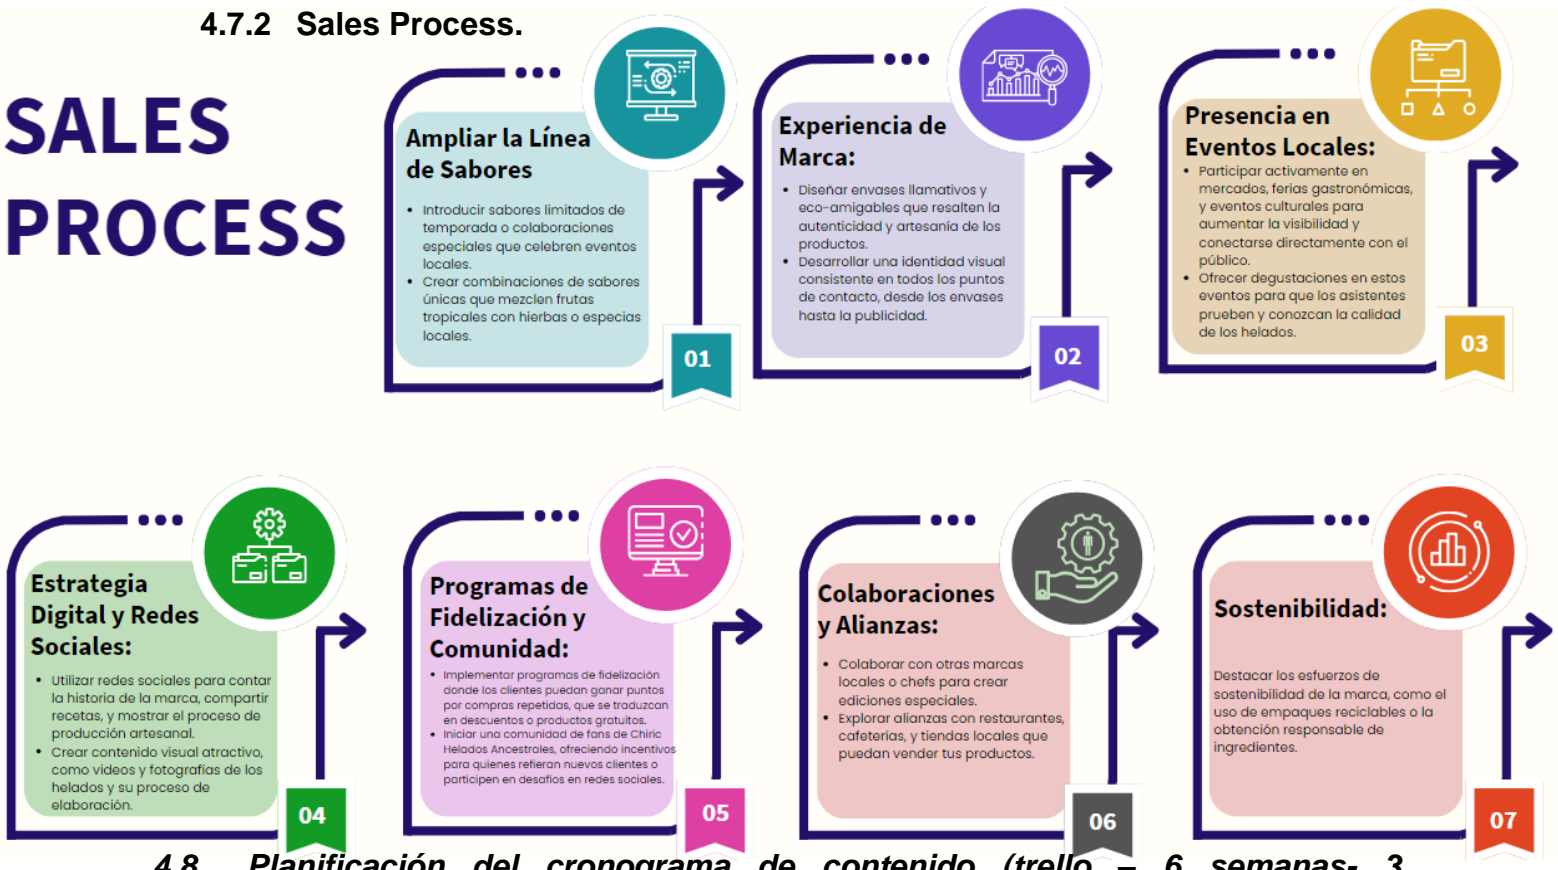 4.7.2 Sales Process.
SALES
PROCESS
Ampliar la Línea
de Sabores
• Introducir sabores limitados de
temporada o colaboraciones
especiales que celebren eventos
locales.
• Crear combinaciones de sabores
únicas que mezclen frutas
tropicales con hierbas o especias
locales.
01
Experiencia de
Marca:
• Diseñar envases llamativos y
eco-amigables que resalten la
autenticidad y artesanía de los
productos.
• Desarrollar una identidad visual
consistente en todos los puntos
de contacto, desde los envases
hasta la publicidad.
02
Presencia en
Eventos Locales:
• Participar activamente en
mercados, ferias gastronómicas,
y eventos culturales para
aumentar la visibilidad y
conectarse directamente con el
público.
• Ofrecer degustaciones en estos
eventos para que los asistentes
prueben y conozcan la calidad
de los helados.
03
Estrategia
Digital y Redes
Sociales:
• Utilizar redes sociales para contar
la historia de la marca, compartir
recetas, y mostrar el proceso de
producción artesanal.
• Crear contenido visual atractivo,
como videos y fotografías de los
helados y su proceso de
elaboración.
04
Programas de
Fidelización y
Comunidad:
• Implementar programas de fidelización
donde los clientes puedan ganar puntos
por compras repetidas, que se traduzcan
en descuentos o productos gratuitos.
• Iniciar una comunidad de fans de Chiric
Helados Ancestrales, ofreciendo incentivos
para quienes refieran nuevos clientes o
participen en desafíos en redes sociales.
05
Colaboraciones
y Alianzas:
• Colaborar con otras marcas
locales o chefs para crear
ediciones especiales.
• Explorar alianzas con restaurantes,
cafeterías, y tiendas locales que
puedan vender tus productos.
06
Sostenibilidad:
Destacar los esfuerzos de
sostenibilidad de la marca, como el
uso de empaques reciclables o la
obtención responsable de
ingredientes.
07
4.8 Planificación del cronograma de contenido (trello – 6 semanas- 3